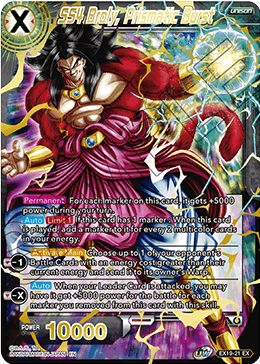 X
SS4 Broly, Prismatic Burst
UNISON
Permanent For each marker on this card, it gets +5000
power during your turn.
Auto Limit 1 If this card has 1 marker: When this card
is played, add a marker to it for every 2 multicolor cards
in your energy.
-1 Activate: Main Choose up to 1 of your opponent's
Battle Cards with an energy cost greater than their
current energy and send it to its owner's Warp.
-X Auto When your Leader Card is attacked, you may
have it get +5000 power for the battle for each
marker you removed from this card with this skill.
POWER 10000
EX19-21 EX